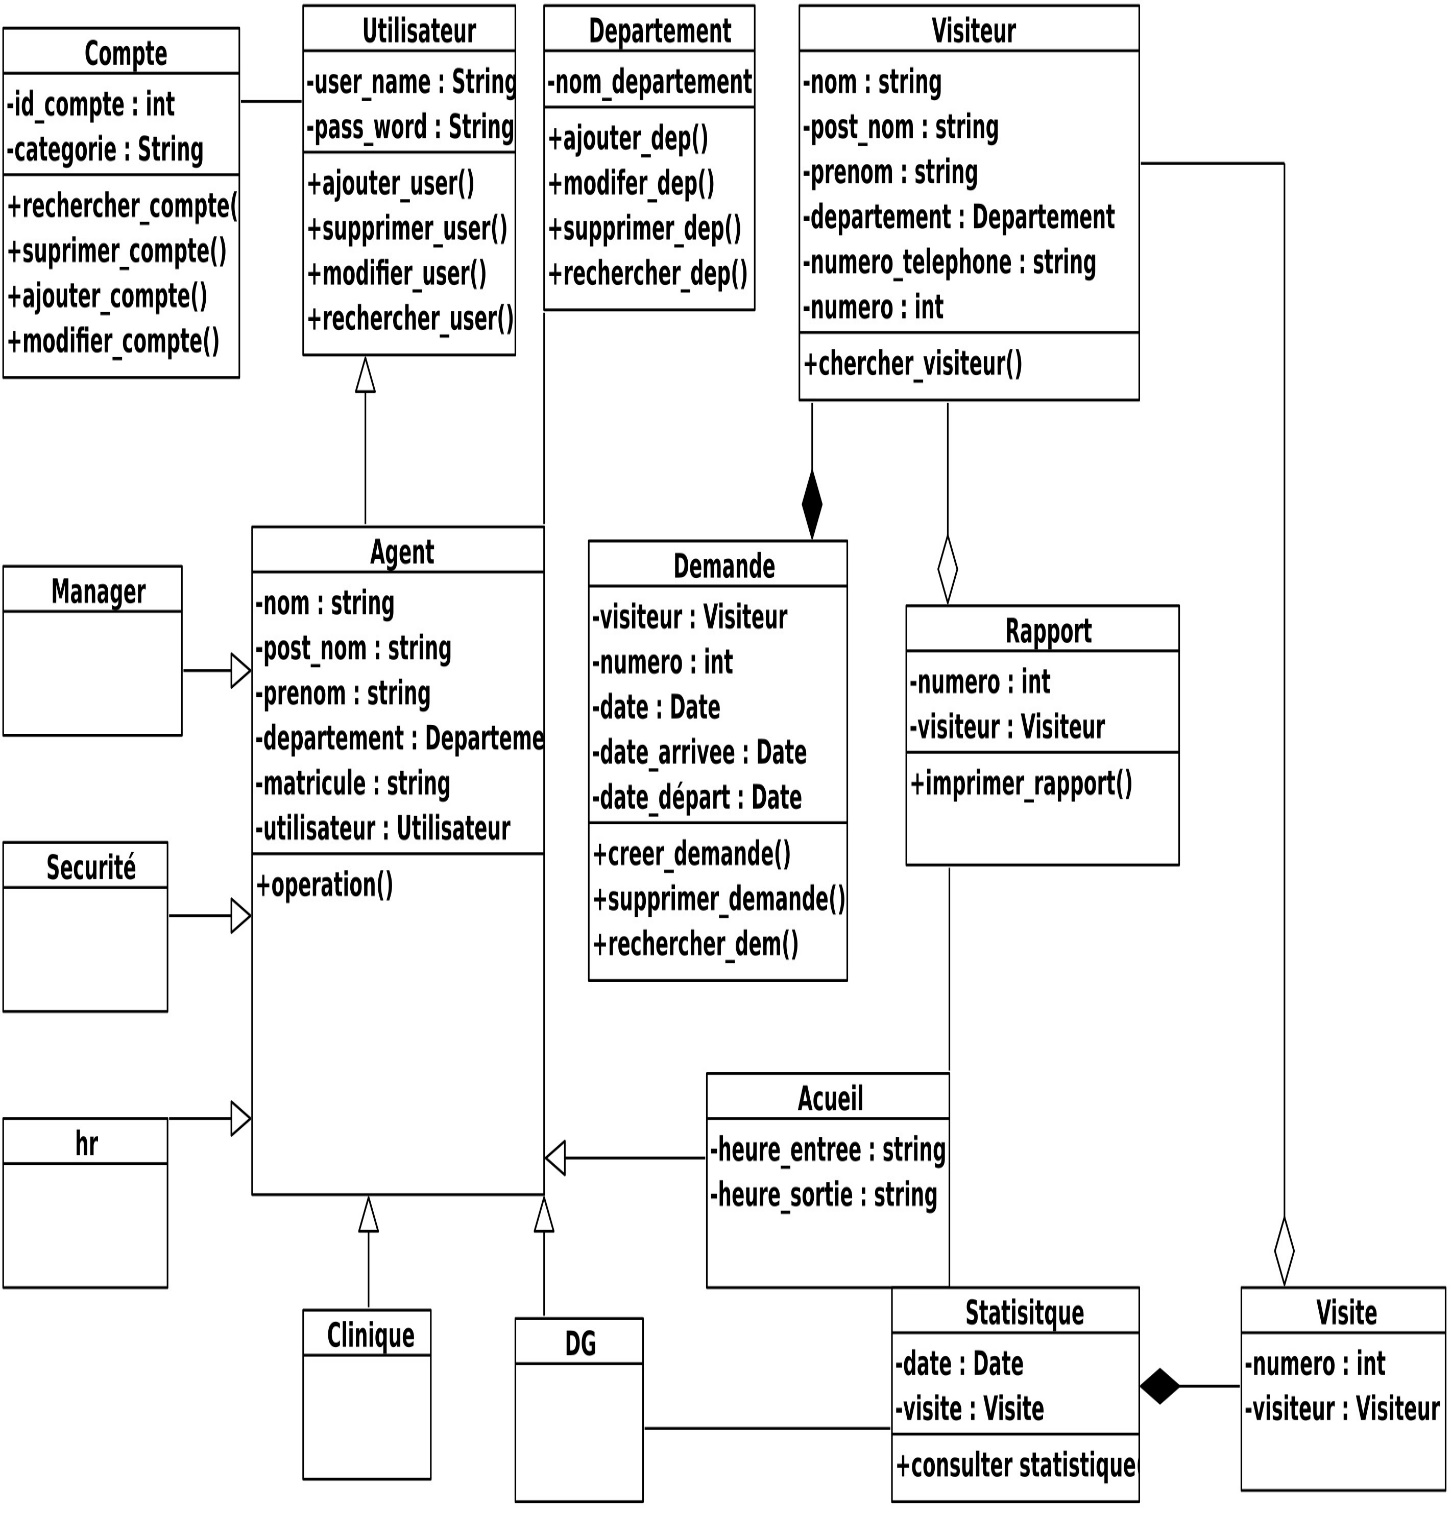 Compte
-id_compte : int
-categorie : String
+rechercher_compte(
+suprimer_compte()
+ajouter_compte()
+modifier_compte()
Utilisateur
-user_name : String
-pass_word : String
+ajouter_user()
+supprimer_user()
+modifier_user()
+rechercher_user()
Departement
-nom_departement
+ajouter_dep()
+modifer_dep()
+supprimer_dep()
+rechercher_dep()
Visiteur
-nom : string
-post_nom : string
-prenom : string
-departement : Departement
-numero_telephone : string
-numero : int
+chercher_visiteur()
Manager
Securité
hr
Agent
-nom : string
-post_nom : string
-prenom : string
-departement : Departeme
-matricule : string
-utilisateur : Utilisateur
+operation()
Demande
-visiteur : Visiteur
-numero : int
-date : Date
-date_arrivee : Date
-date_départ : Date
+creer_demande()
+supprimer_demande()
+rechercher_dem()
Rapport
-numero : int
-visiteur : Visiteur
+imprimer_rapport()
Acueil
-heure_entree : string
-heure_sortie : string
Clinique
DG
Statisitque
-date : Date
-visite : Visite
+consulter statistique(
Visite
-numero : int
-visiteur : Visiteur